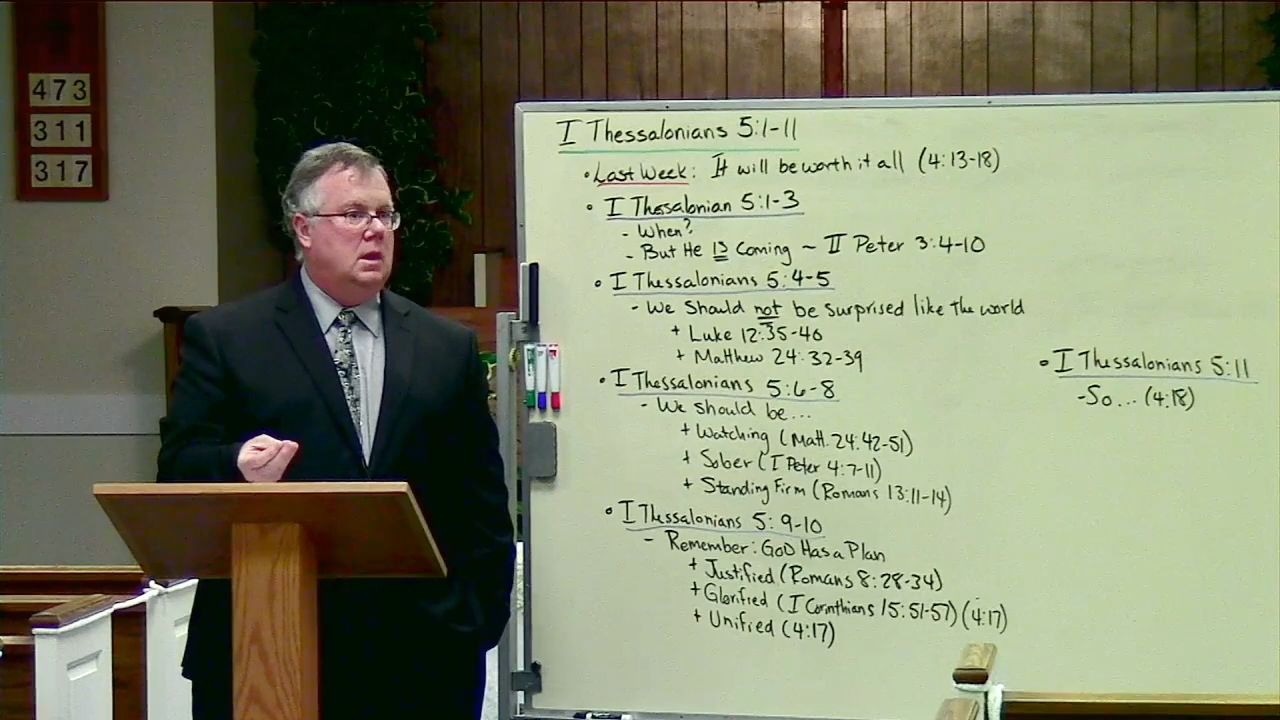 473
311
317
I Thessalonians 5:1-11
• Last Week: It will be worth it all (4:13-18)
• I Thessalonian 5:1-3
- When?
- But He is Coming ~ II Peter 3:4-10
• I Thessalonians 5:4-5
- We Should not be surprised like the world
+ Luke 12:35-40
+ Matthew 24:32-39
• I Thessalonians 5:6-8
- We should be...
+ Watching (Matt. 24:42-51)
+ Sober (I Peter 4:7-11)
+ Standing Firm (Romans 13:11-14)
• I Thessalonians 5:9-10
- Remember: God Has a Plan
+ Justified (Romans 8:28-34)
+ Glorified (I Corinthians 15:51-57) (4:17)
+ Unified (4:17)
• I Thessalonians 5:11
- So... (4:18)